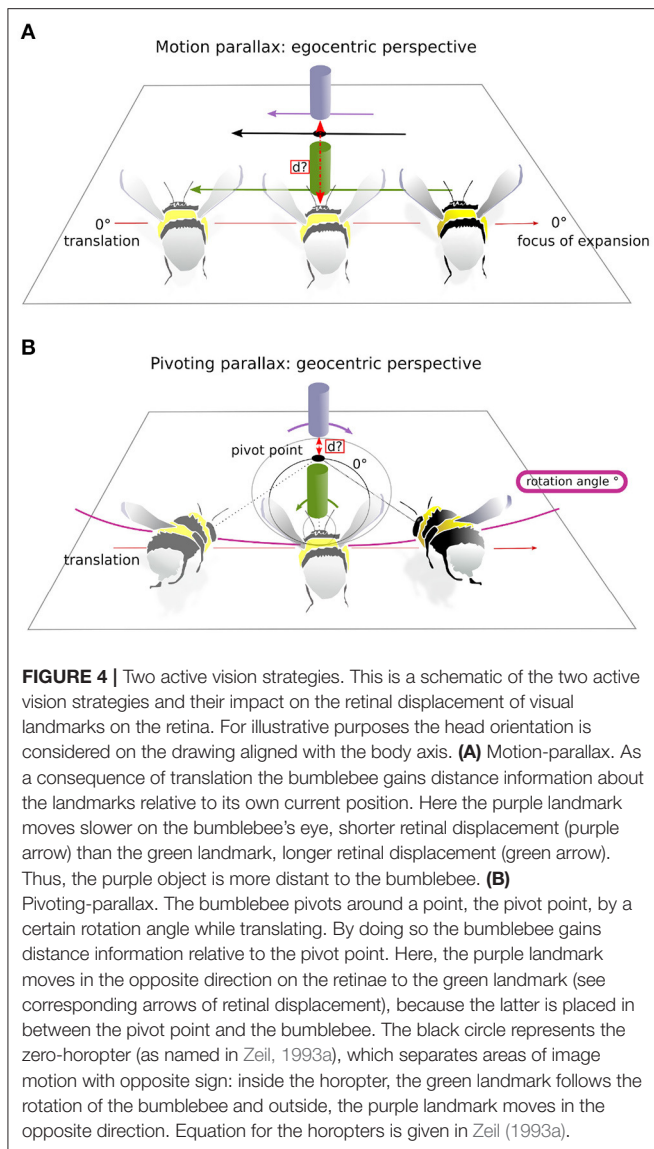 A
Motion parallax: egocentric perspective
d?
0°
translation
0°
focus of expansion
B
Pivoting parallax: geocentric perspective
pivot point
d?
0°
rotation angle °
translation
FIGURE 4 | Two active vision strategies. This is a schematic of the two active
vision strategies and their impact on the retinal displacement of visual
landmarks on the retina. For illustrative purposes the head orientation is
considered on the drawing aligned with the body axis. (A) Motion-parallax. As
a consequence of translation the bumblebee gains distance information about
the landmarks relative to its own current position. Here the purple landmark
moves slower on the bumblebee's eye, shorter retinal displacement (purple
arrow) than the green landmark, longer retinal displacement (green arrow).
Thus, the purple object is more distant to the bumblebee. (B)
Pivoting-parallax. The bumblebee pivots around a point, the pivot point, by a
certain rotation angle while translating. By doing so the bumblebee gains
distance information relative to the pivot point. Here, the purple landmark
moves in the opposite direction on the retinae to the green landmark (see
corresponding arrows of retinal displacement), because the latter is placed in
between the pivot point and the bumblebee. The black circle represents the
zero-horopter (as named in Zeil, 1993a), which separates areas of image
motion with opposite sign: inside the horopter, the green landmark follows the
rotation of the bumblebee and outside, the purple landmark moves in the
opposite direction. Equation for the horopters is given in Zeil (1993a).